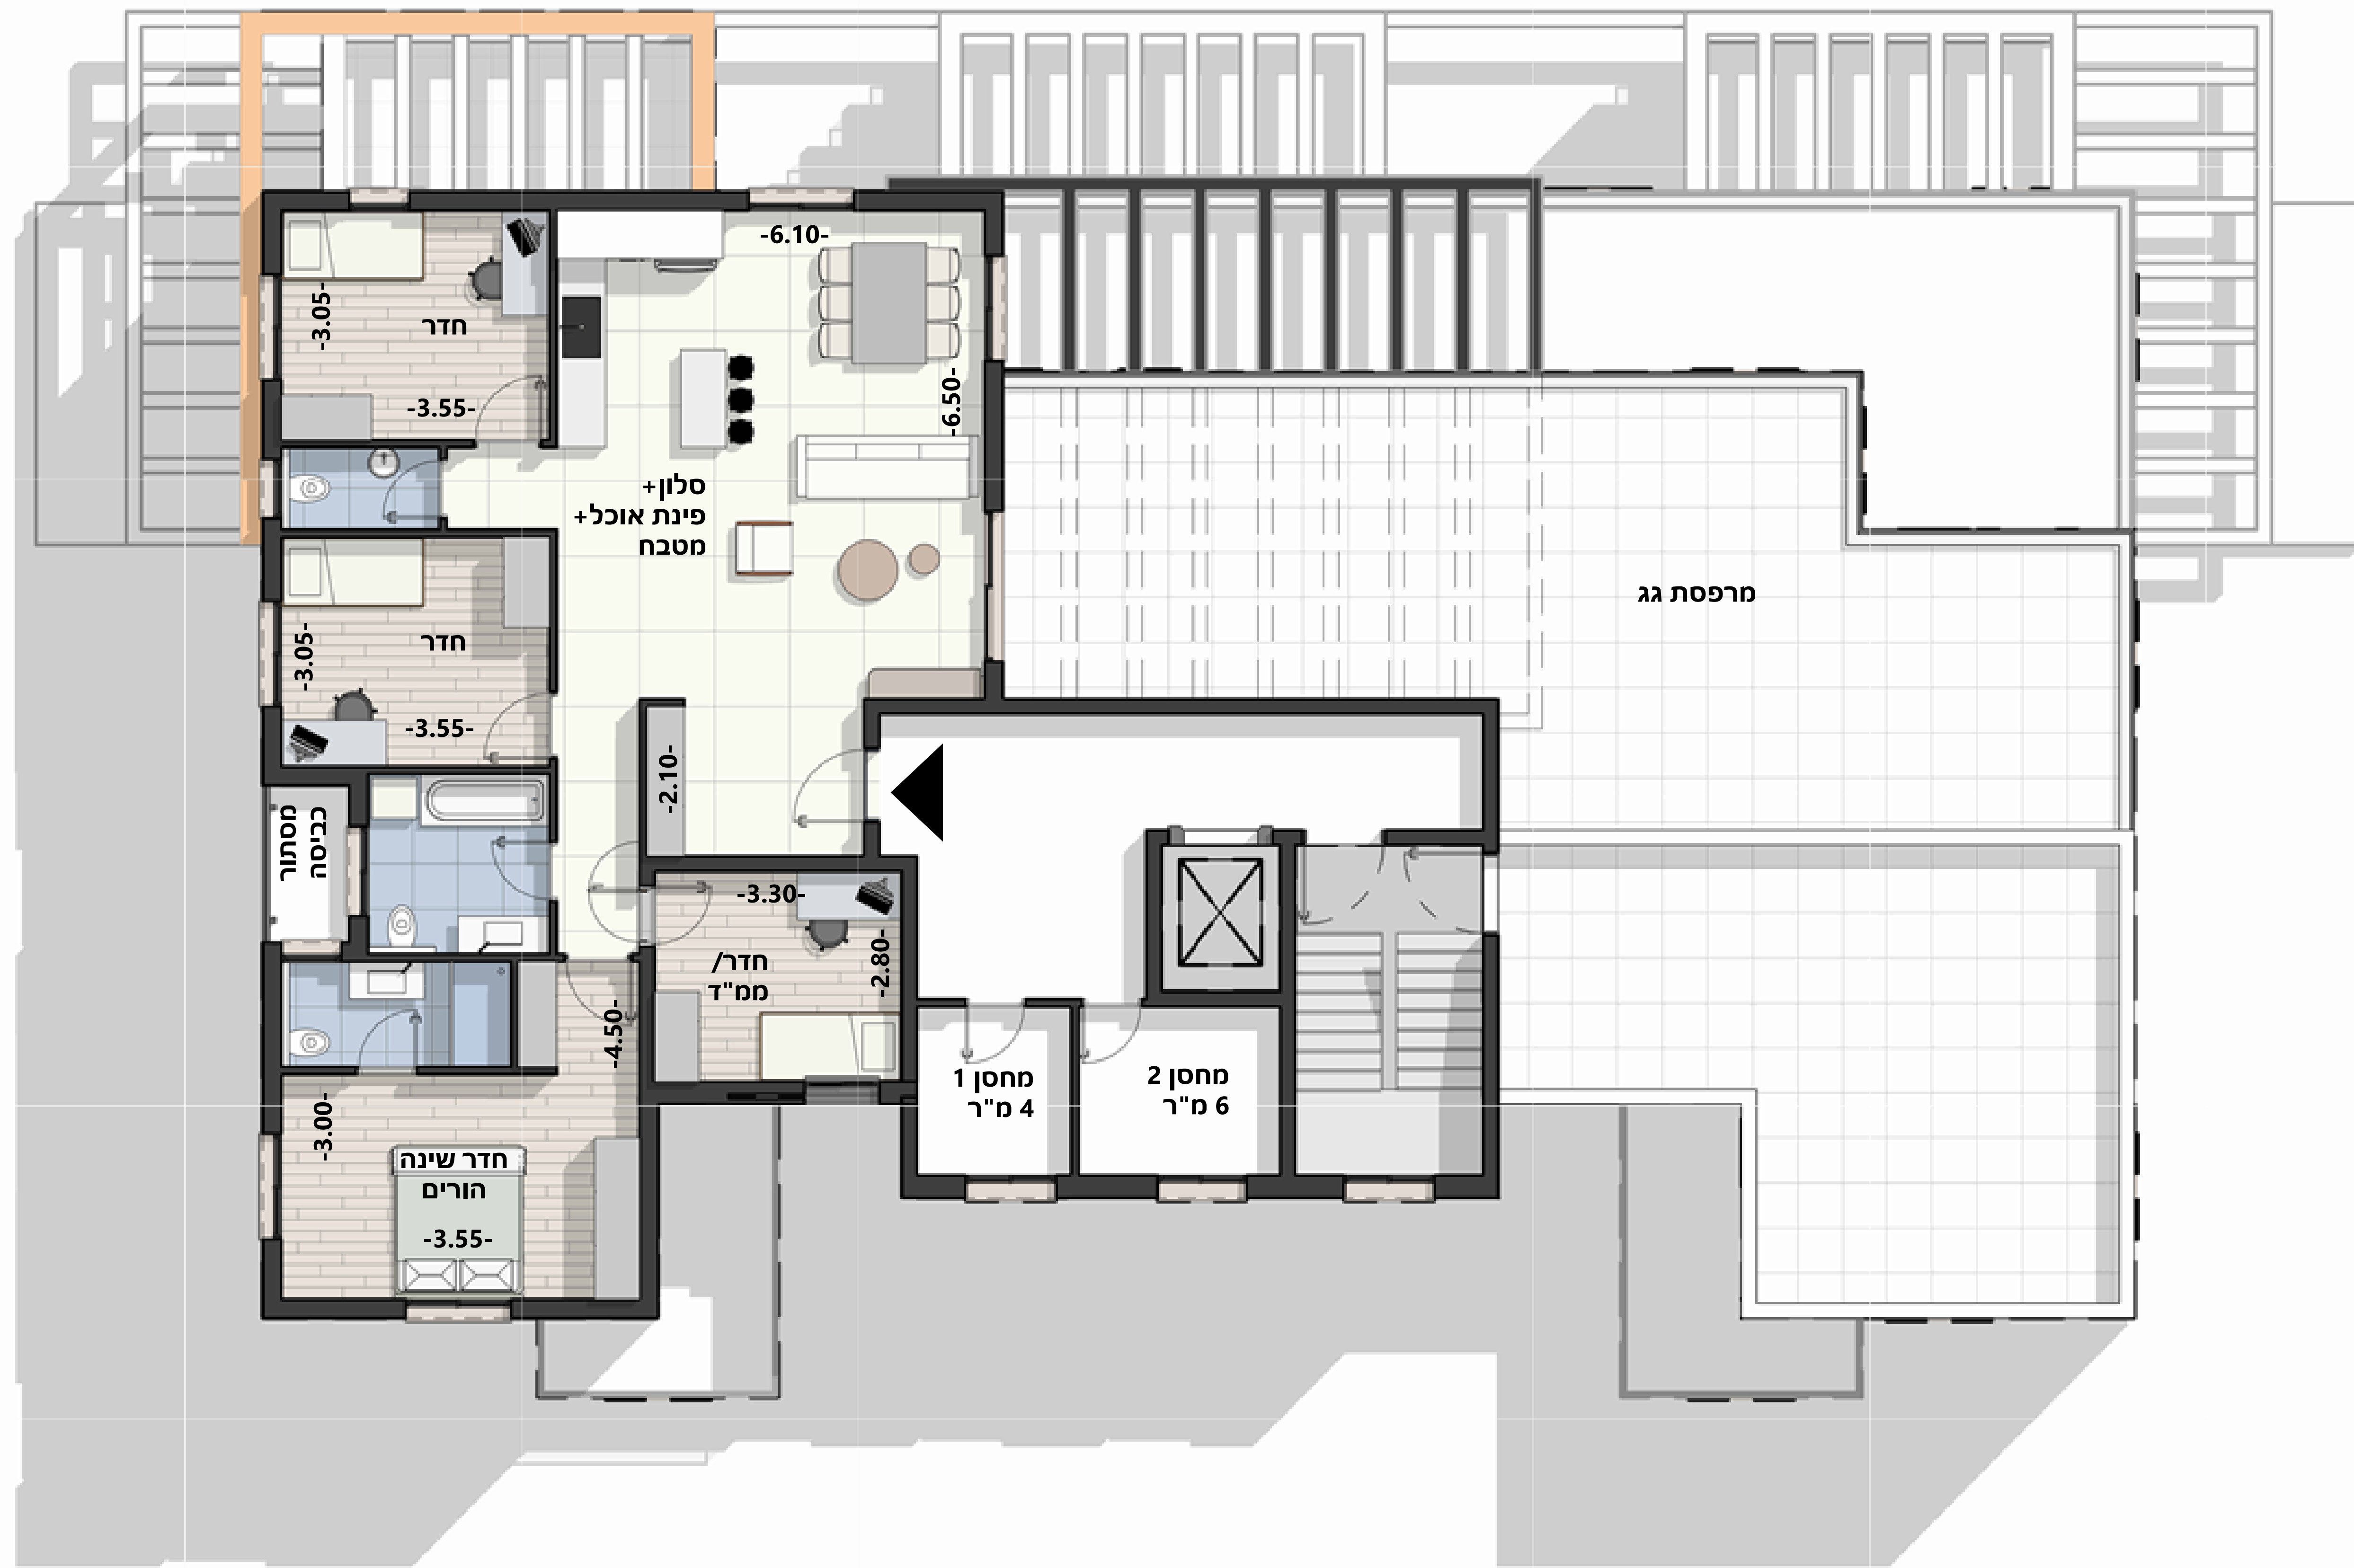 -6.10-
-3.05-
חדר
-3.55-
-6.50-
סלון+
פינת אוכל+
מטבח
מרפסת גג
-3.05-
חדר
-3.55-
-2.10-
מסתור
כביסה
-3.30-
-2.80-
חדר/
ממ"ד
-4.50-
מחסן 1
4 מ"ר
מחסן 2
6 מ"ר
-3.00-
חדר שינה
הורים
-3.55-